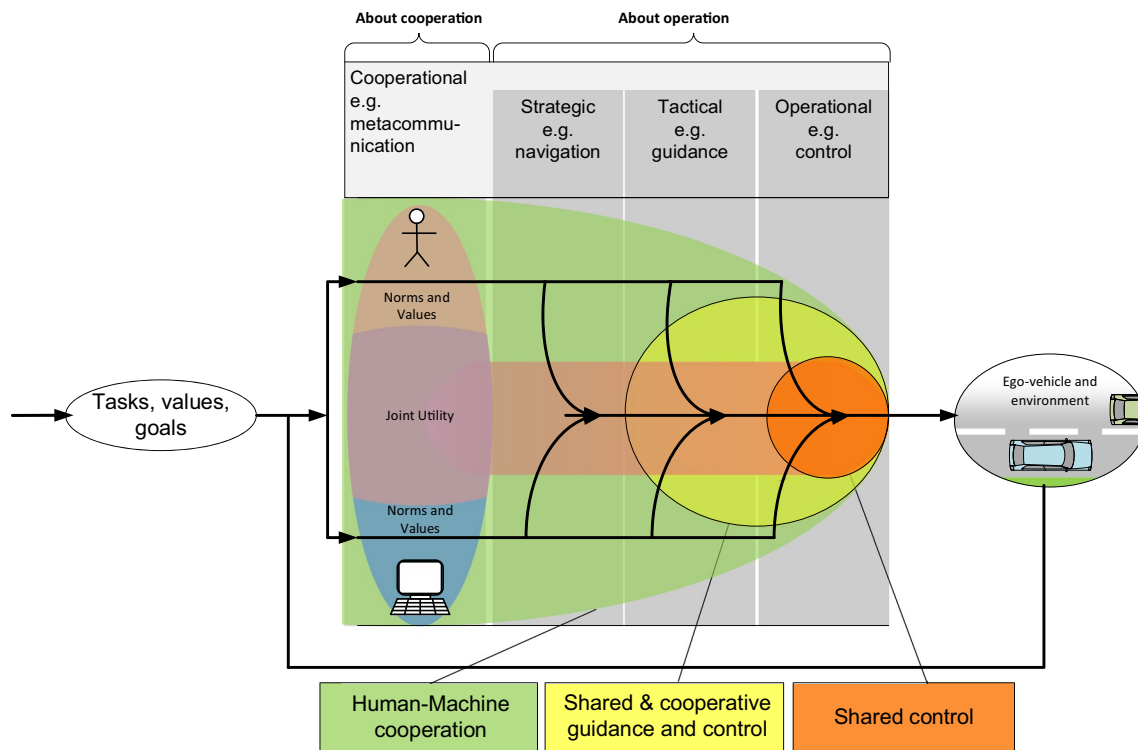 About cooperation
About operation
Cooperational
e.g.
metacommu-
nication
Strategic
e.g.
navigation
Tactical
e.g.
guidance
Operational
e.g.
control
Norms and
Values
Tasks, values,
goals
Joint Utility
Ego-vehicle and
environment
Norms and
Values
Human-Machine
cooperation
Shared & cooperative
guidance and control
Shared control